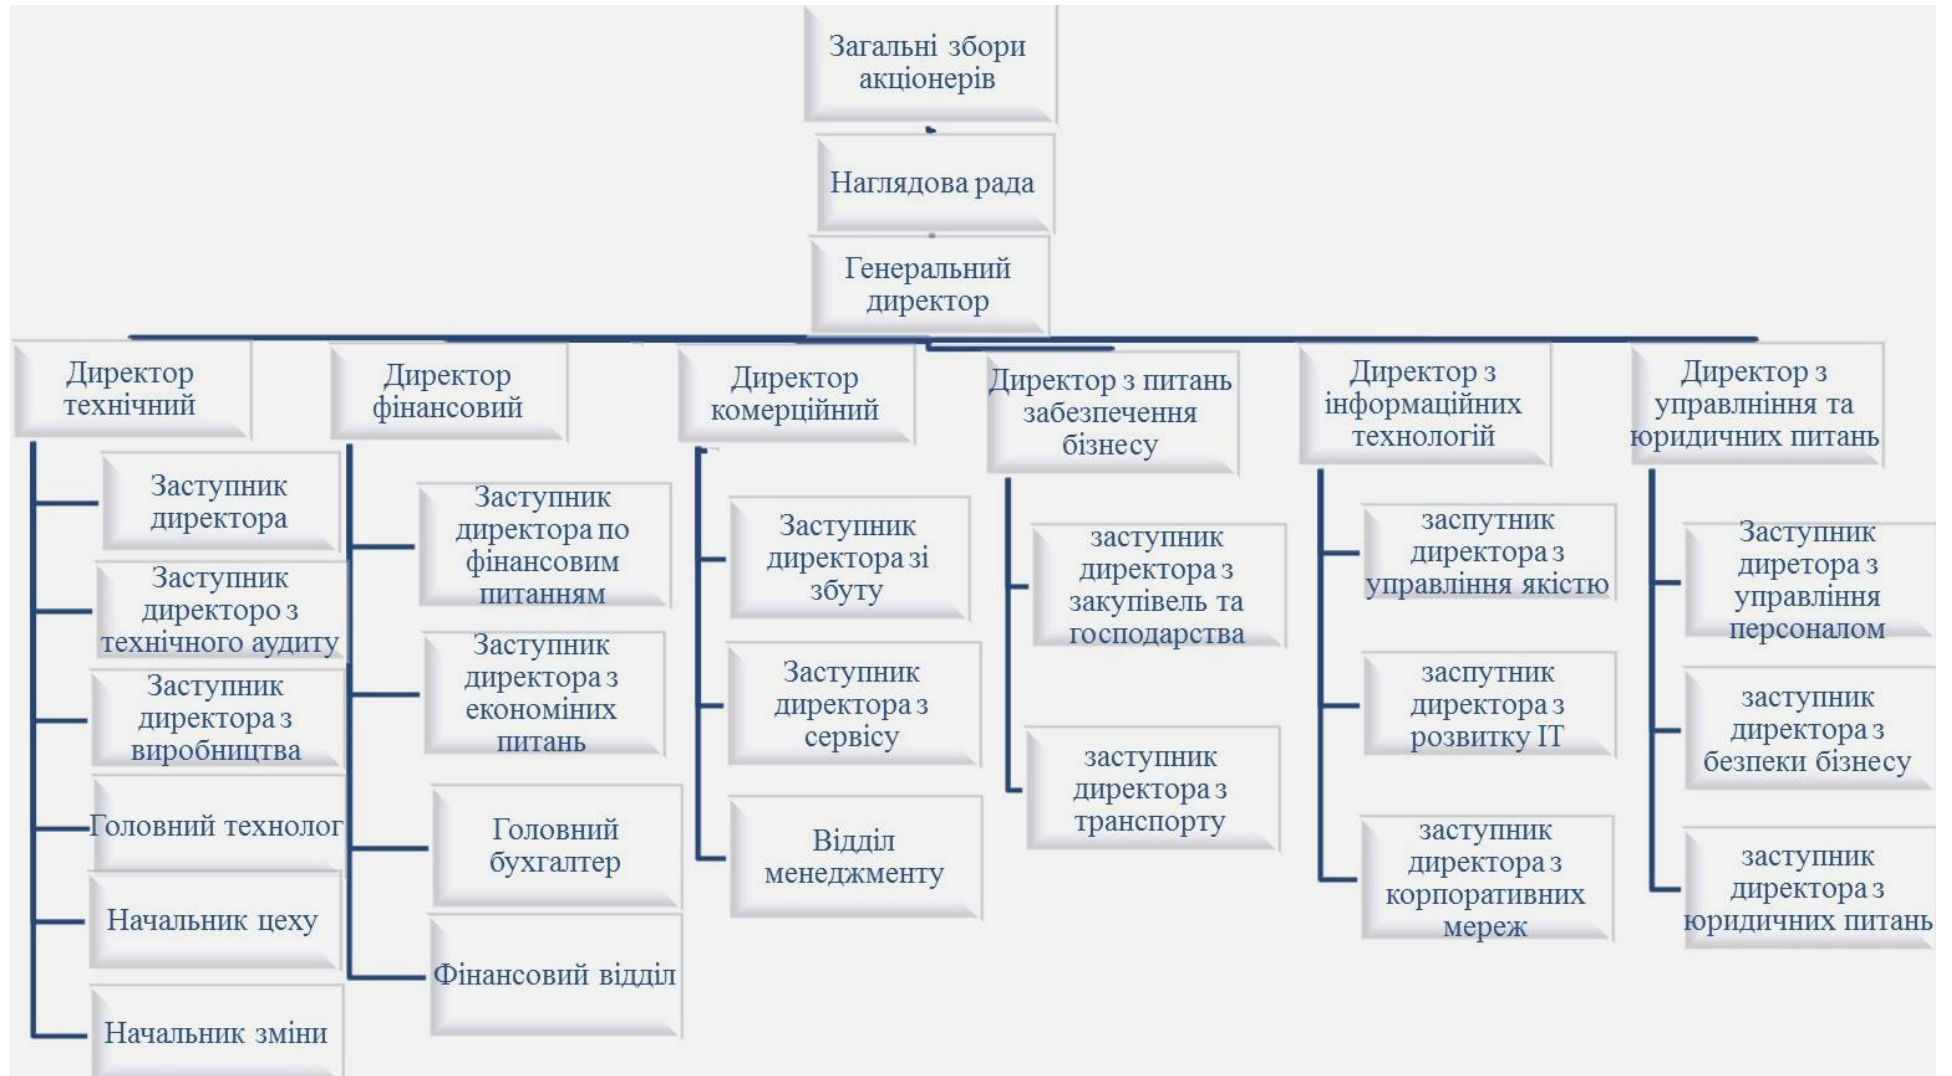 Загальні збори
акціонерів
Наглядова рада
Генеральний
директор
Директор
технічний
Заступник
директора
Заступник
директоро з
технічного аудиту
Заступник
директора з
виробництва
Головний технолог
Начальник цеху
Начальник зміни
Директор
фінансовий
Заступник
директора по
фінансовим
питанням
Заступник
директора з
економіних
питань
Головний
бухгалтер
Фінансовий відділ
Директор
комерційний
Заступник
директора зі
збуту
Заступник
директора з
сервісу
Відділ
менеджменту
Директор з питань
забезпечення
бізнесу
заступник
директора з
закупівель та
господарства
заступник
директора з
транспорту
Директор з
інформаційних
технологій
заспутник
директора з
управління якістю
заспутник
директора з
розвитку ІТ
заступник
директора з
корпоративних
мереж
Директор з
управлніння та
юридичних питань
Заступник
диретора з
управління
персоналом
заступник
директора з
безпеки бізнесу
заступник
директора з
юридичних питань